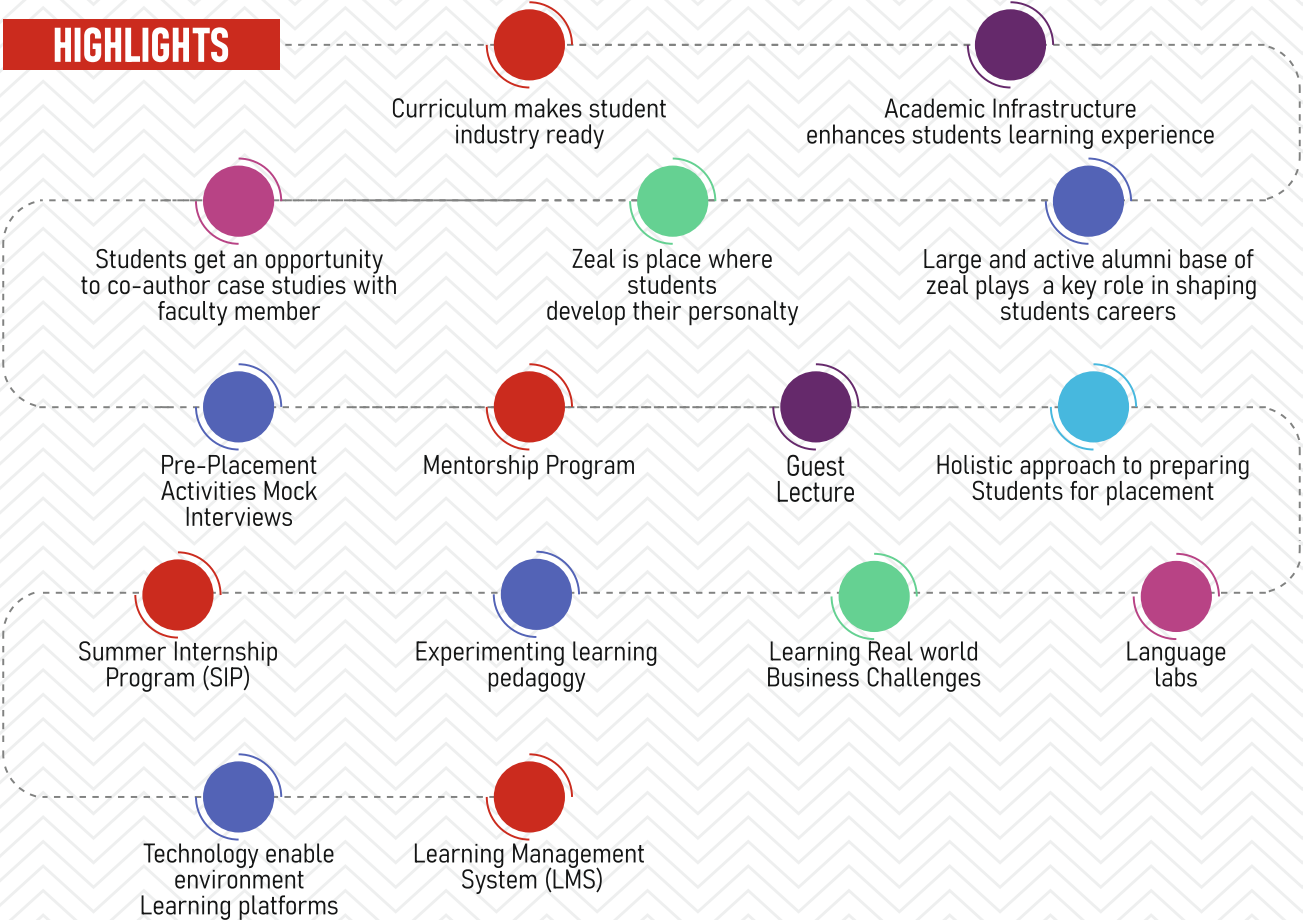 HIGHLIGHTS
Curriculum makes student
industry ready
Academic Infrastructure
enhances students learning experience
Students get an opportunity
to co-author case studies with
faculty member
Zeal is place where
students
develop their personalty
Large and active alumni base of
zeal plays a key role in shaping
students careers
Pre-Placement
Activities Mock
Interviews
Mentorship Program
Guest
Lecture
Holistic approach to preparing
Students for placement
Summer Internship
Program (SIP)
Experimenting learning
pedagogy
Learning Real world
Business Challenges
Language
labs
Technology enable
environment
Learning platforms
Learning Management
System (LMS)